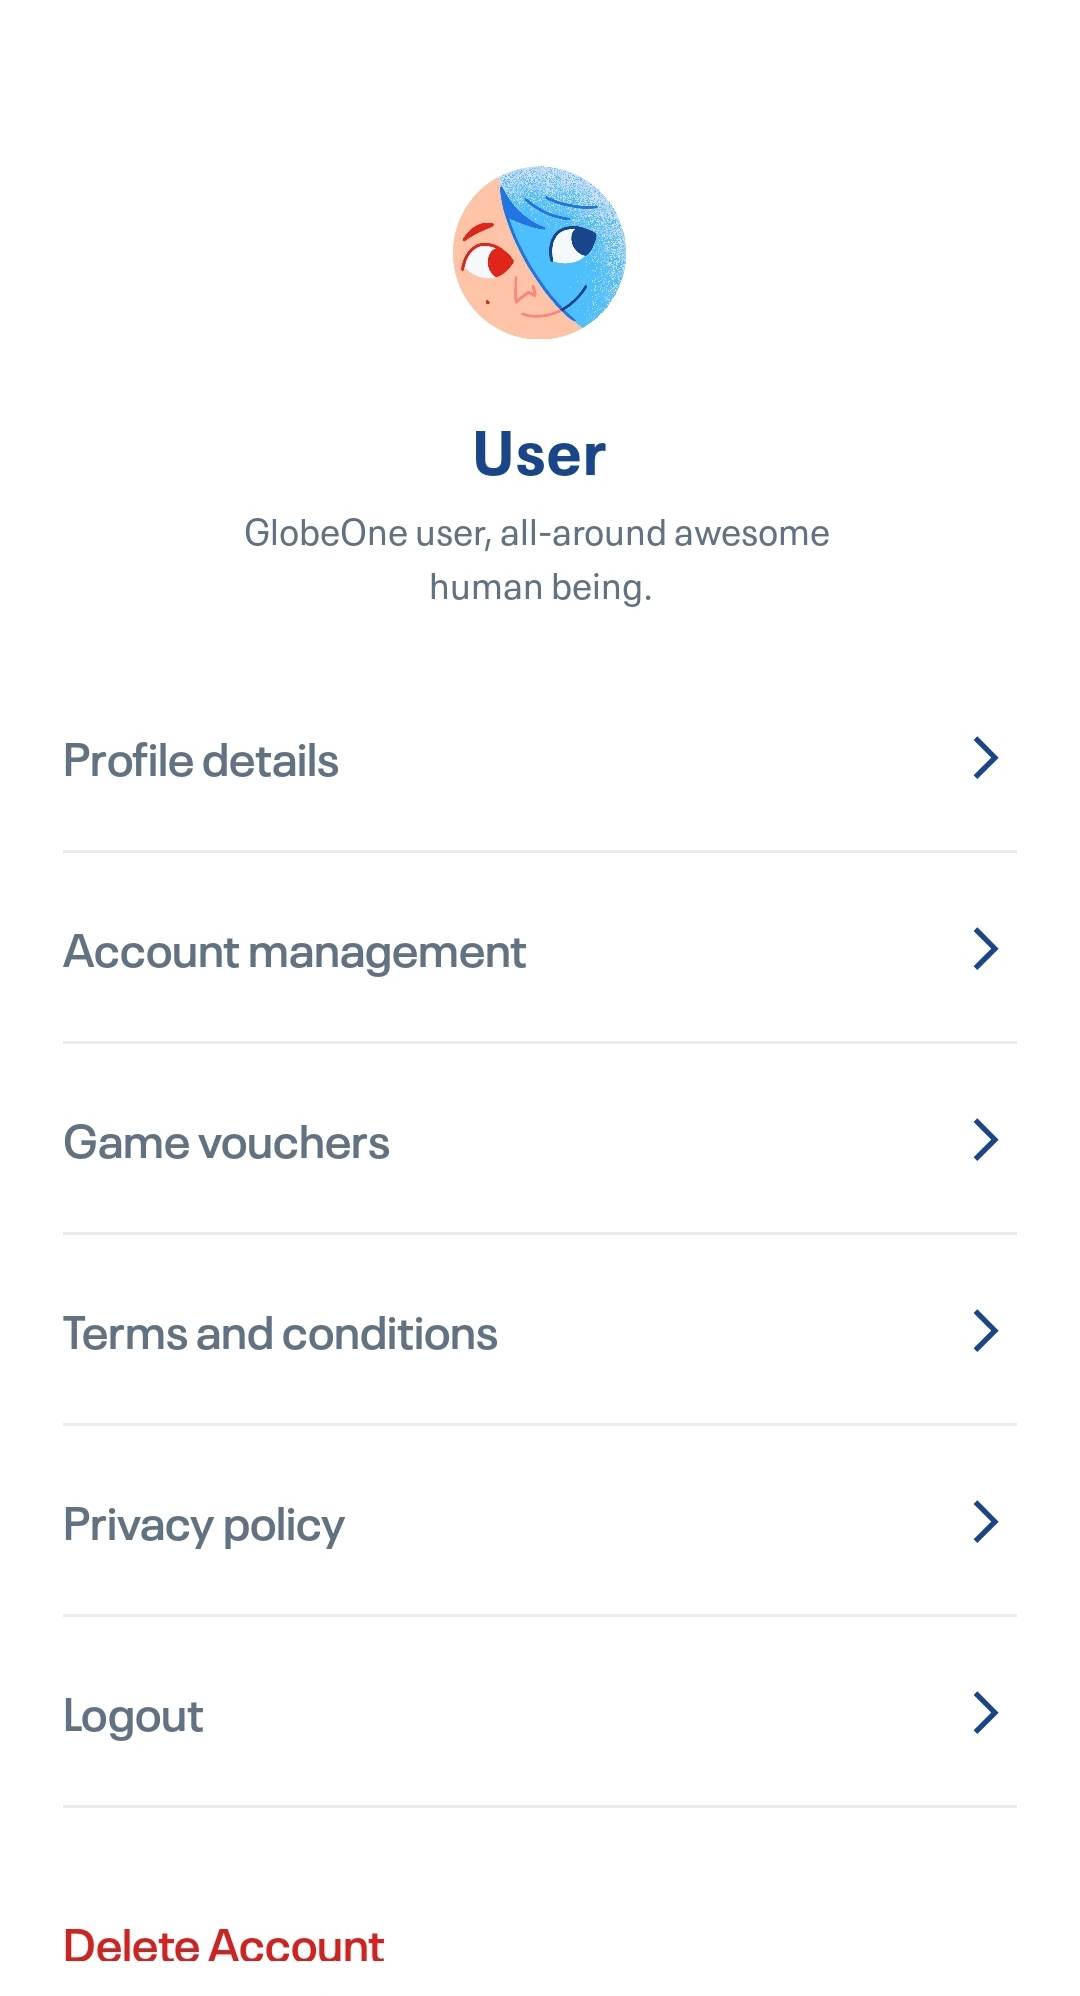 User
GlobeOne user, all-around awesome
human being.
Profile details
Account management
Game vouchers
Terms and conditions
Privacy policy
Logout
Delete Account